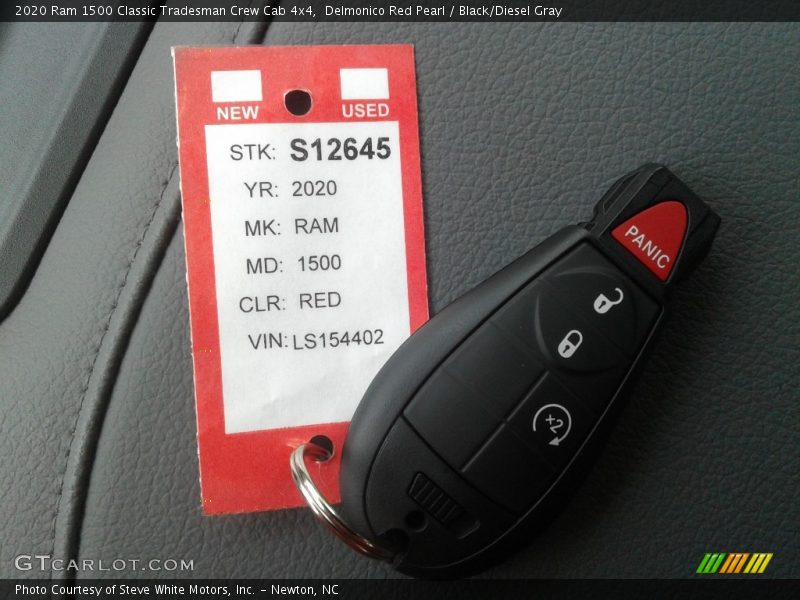 2020 Ram 1500 Classic Tradesman Crew Cab 4x4, Delmonico Red Pearl / Black/Diesel Gray
NEW USED
STK: S12645
YR: 2020
MK: RAM
MD: 1500
CLR: RED
VIN: LS154402
PANIC
x2
GTCARLOT.COM
Photo Courtesy of Steve White Motors, Inc. - Newton, NC